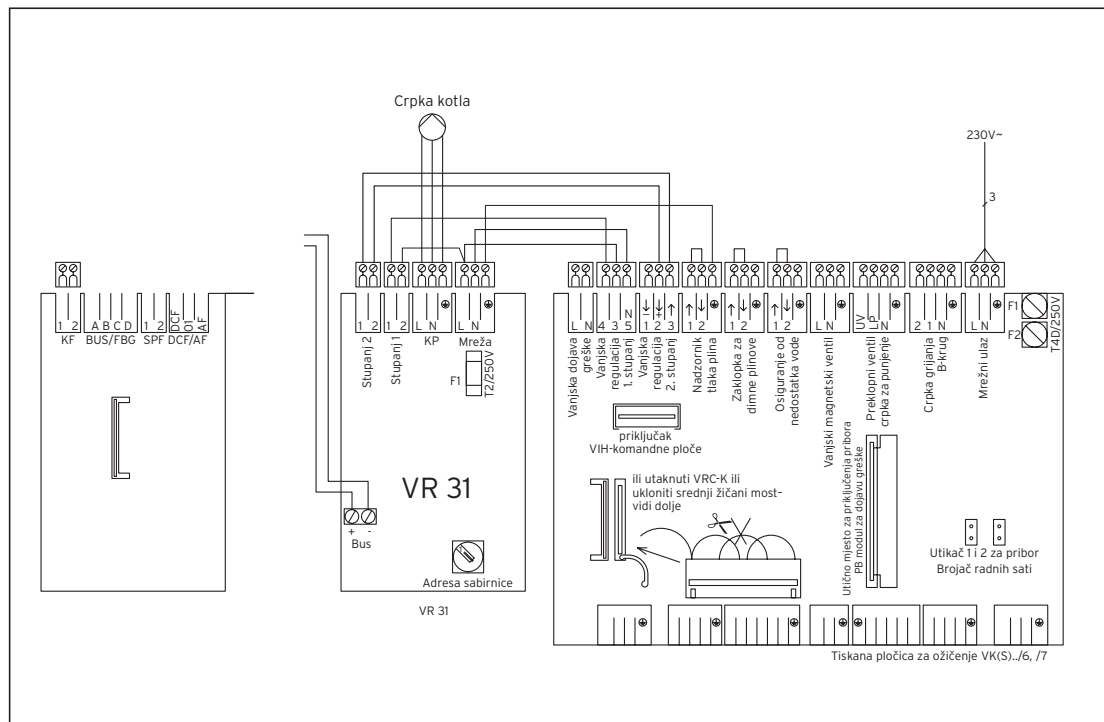 Crpka kotla
230V~
3
1 2
KF
A B C D
BUS/FBG
1 2
SPF
DCF
01
AF
DCF/AF
1 2
Stupanj 2
1 2
Stupanj 1
L N
KP
L N
Mreža
F1
T2/250V
VR 31
+ -
Bus
Adresa sabirnice
VR 31
L N
Vanjska dojava
greške
4 3 5
N
Vanjska
regulacija
1. stupanj
1 2 3
- +
Vanjska
regulacija
2. stupanj
1 2
Nadzornik
tlaka plina
1 2
Zaklopka za
dimne plinove
1 2
Osiguranje od
nedostatka vode
L N
Vanjski magnetski ventil
UV
LP
N
Preklopni ventil
crpka za punjenje
2 1 N
Crpka grijanja
B-krug
L N
Mrežni ulaz
F1
F2
T4D/250V
priključak
VIH-komandne ploče
ili utaknuti VRC-K ili
ukloniti srednji žičani most-
vidi dolje
Utično mjesto za priključenja pribora
PB modul za dojavu greške
Utikač 1 i 2 za pribor
Brojač radnih sati
Tiskana pločica za ožičenje VK(S)../6, /7